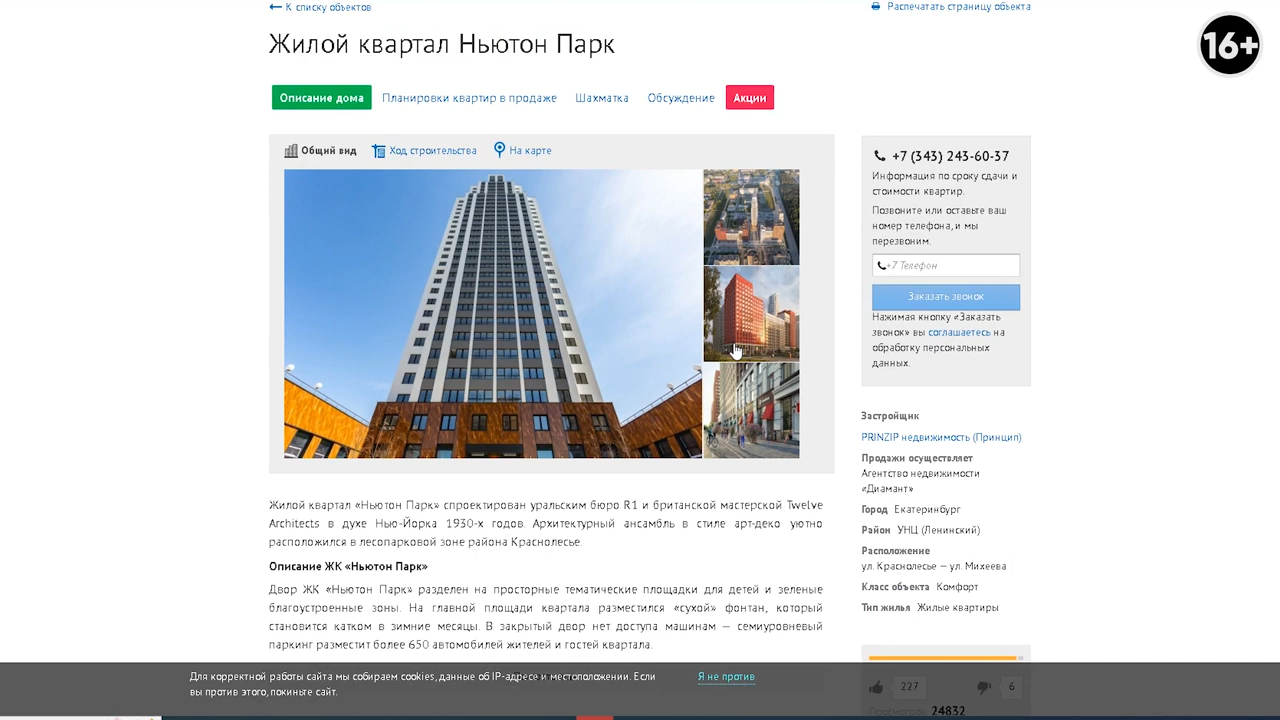 К списку объектов
Распечатать страницу объекта
16+
Жилой квартал Ньютон Парк
Описание дома
Планировки квартир в продаже
Шахматка
Обсуждение
Акции
Общий вид
Ход строительства
На карте
+7 (343) 243-60-37
Информация по сроку сдачи и
стоимости квартир.
Позвоните или оставьте ваш
номер телефона, и мы
перезвоним.
+7 Телефон
Заказать звонок
Нажимая кнопку «Заказать
звонок» вы соглашаетесь на
обработку персональных
данных.
Застройщик
PRINZIP недвижимость (Принцип)
Продажи осуществляет
Агентство недвижимости
«Диамант»
Город Екатеринбург
Район УНЦ (Ленинский)
Расположение
ул. Краснолесье — ул. Михеева
Класс объекта Комфорт
Тип жилья Жилые квартиры
Жилой квартал «Ньютон Парк» спроектирован уральским бюро R1 и британской мастерской Twelve
Architects в духе Нью-Йорка 1930-х годов. Архитектурный ансамбль в стиле арт-деко уютно
расположился в лесопарковой зоне района Краснолесье.
Описание ЖК «Ньютон Парк»
Двор ЖК «Ньютон Парк» разделен на просторные тематические площадки для детей и зеленые
благоустроенные зоны. На главной площади квартала разместился «сухой» фонтан, который
становится катком в зимние месяцы. В закрытый двор нет доступа машинам — семиуровневый
паркинг разместит более 650 автомобилей жителей и гостей квартала.
Для корректной работы сайта мы собираем cookies, данные об IP-адресе и местоположении. Если
вы против этого, покиньте сайт.
Я не против
227
6
Просмотров: 24832